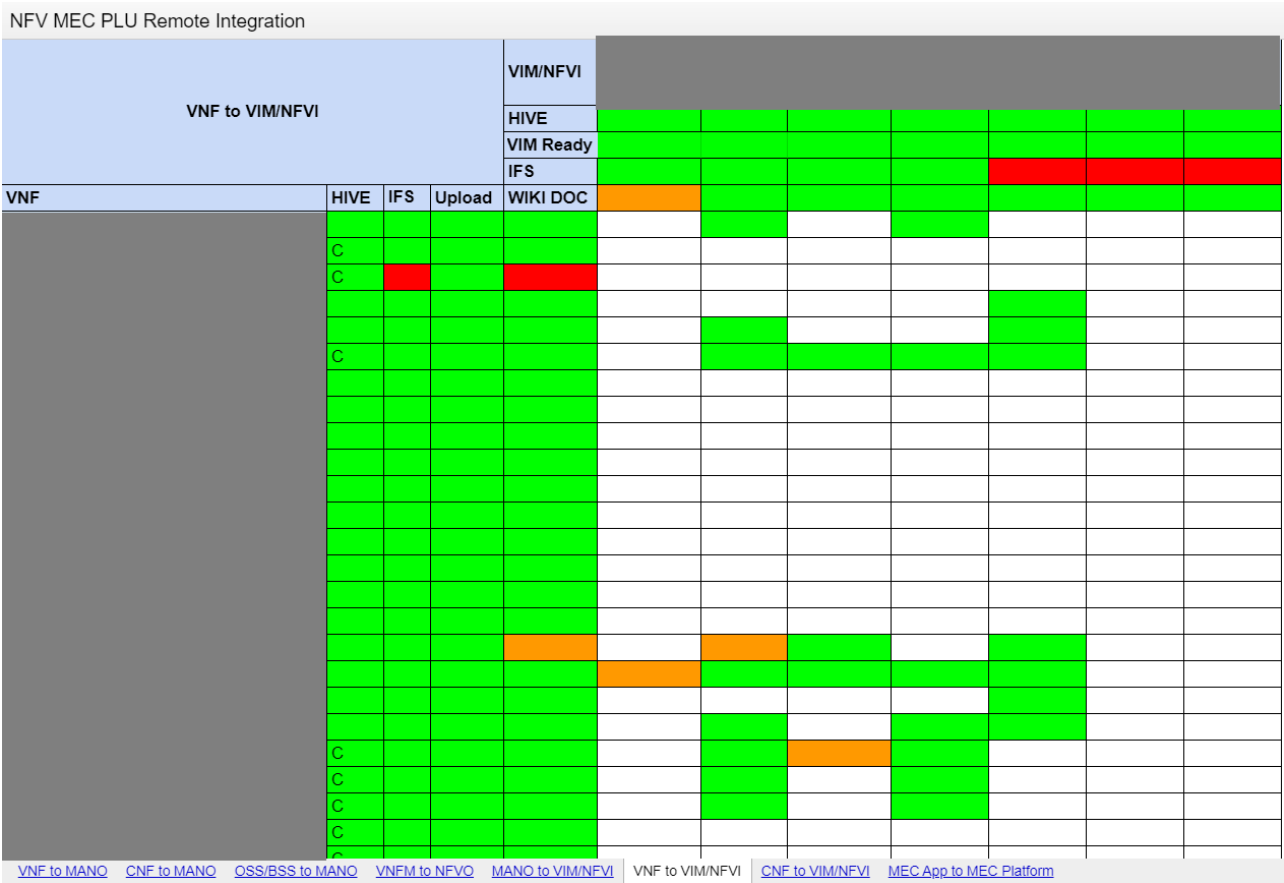 NFV MEC PLU Remote Integration
VNF to VIM/NFVI
VIM/NFVI
HIVE
VIM Ready
IFS
VNF HIVE IFS Upload WIKI DOC
C
C
C
C
C
C
C
C
VNF to MANO CNF to MANO OSS/BSS to MANO VNFM to NFVO MANO to VIM/NFVI VNF to VIM/NFVI CNF to VIM/NFVI MEC App to MEC Platform